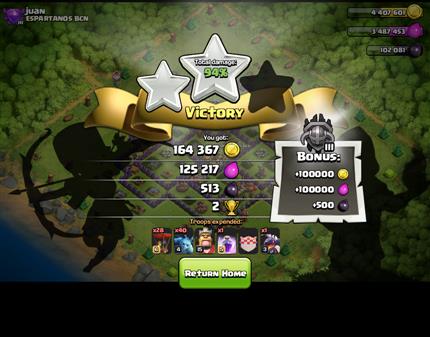 juan
ESPARTANOS BCN
4 407 601
3 487 453
102 081
Total damage:
94%
Victory
You got:
164 367
125 217
513
2
III
Bonus:
+100000
+100000
+500
Troops expended:
x28 x40 x1 x1
Return Home